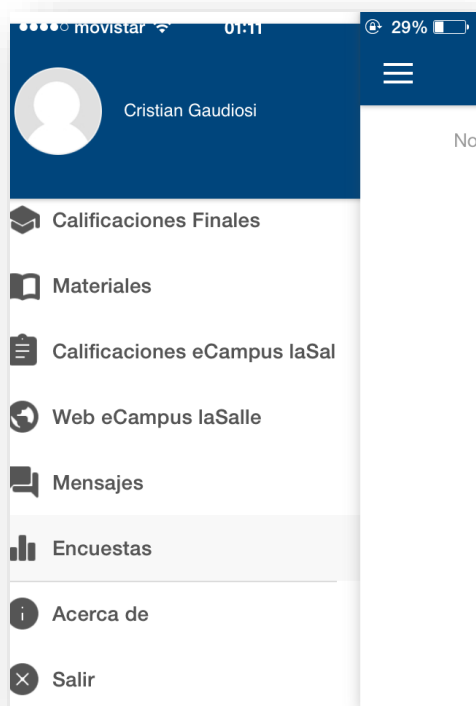 movistar 01:11 29%
Cristian Gaudiosi
No
Calificaciones Finales
Materiales
Calificaciones eCampus laSal
Web eCampus laSalle
Mensajes
Encuestas
Acerca de
Salir